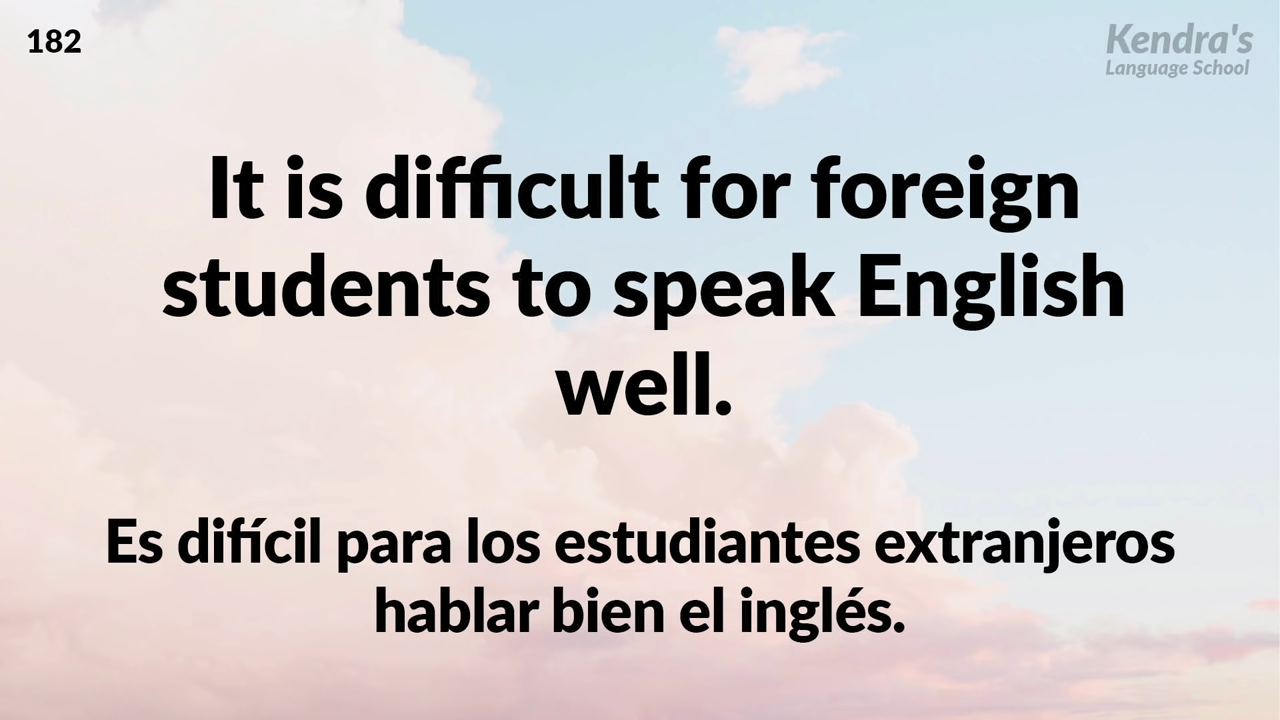 182
Kendra's
Language School
It is difficult for foreign
students to speak English
well.
Es difícil para los estudiantes extranjeros
hablar bien el inglés.